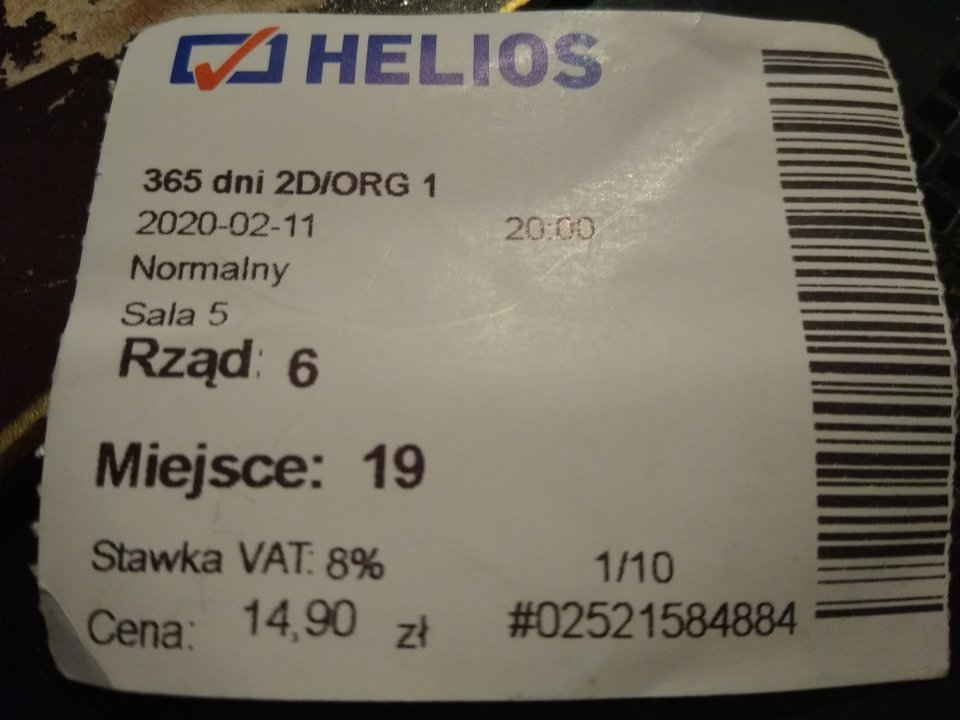 HELIOS
365 dni 2D/ORG 1
2020-02-11 20:00
Normalny
Sala 5
Rząd: 6
Miejsce: 19
Stawka VAT: 8% 1/10
Cena: 14,90 zł #02521584884